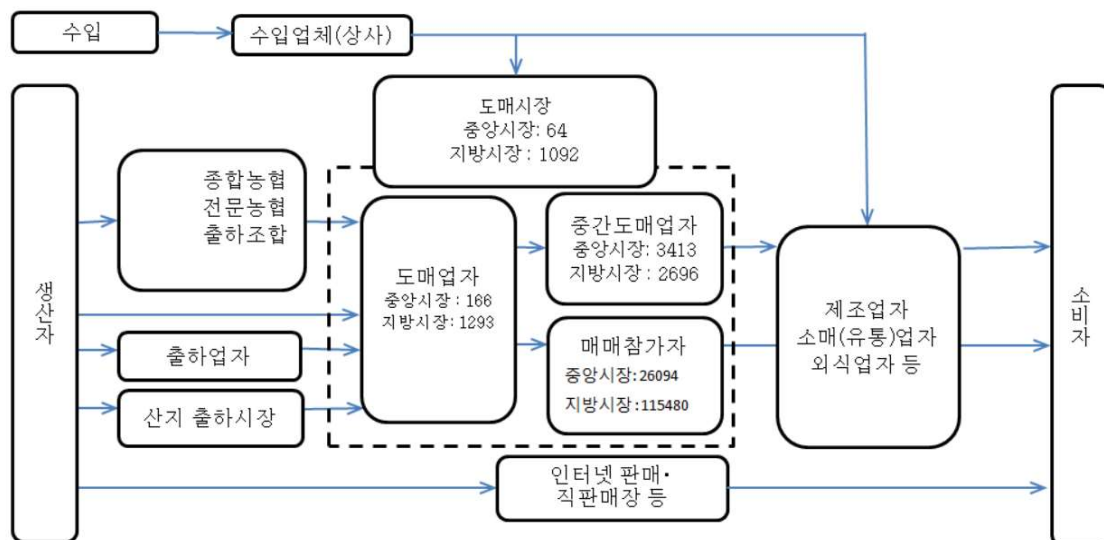 수입
수입업체(상사)
도매시장
중앙시장: 64
지방시장 : 1092
생산자
종합농협
전문농협
출하조합
출하업자
산지 출하시장
도매업자
중앙시장 : 166
지방시장: 1293
중간도매업자
중앙시장: 3413
지방시장 : 2696
매매참가자
중앙시장:26094
지방시장:115480
제조업자
소매(유통)업자
외식업자 등
인터넷 판매·
직판매장 등
소비자